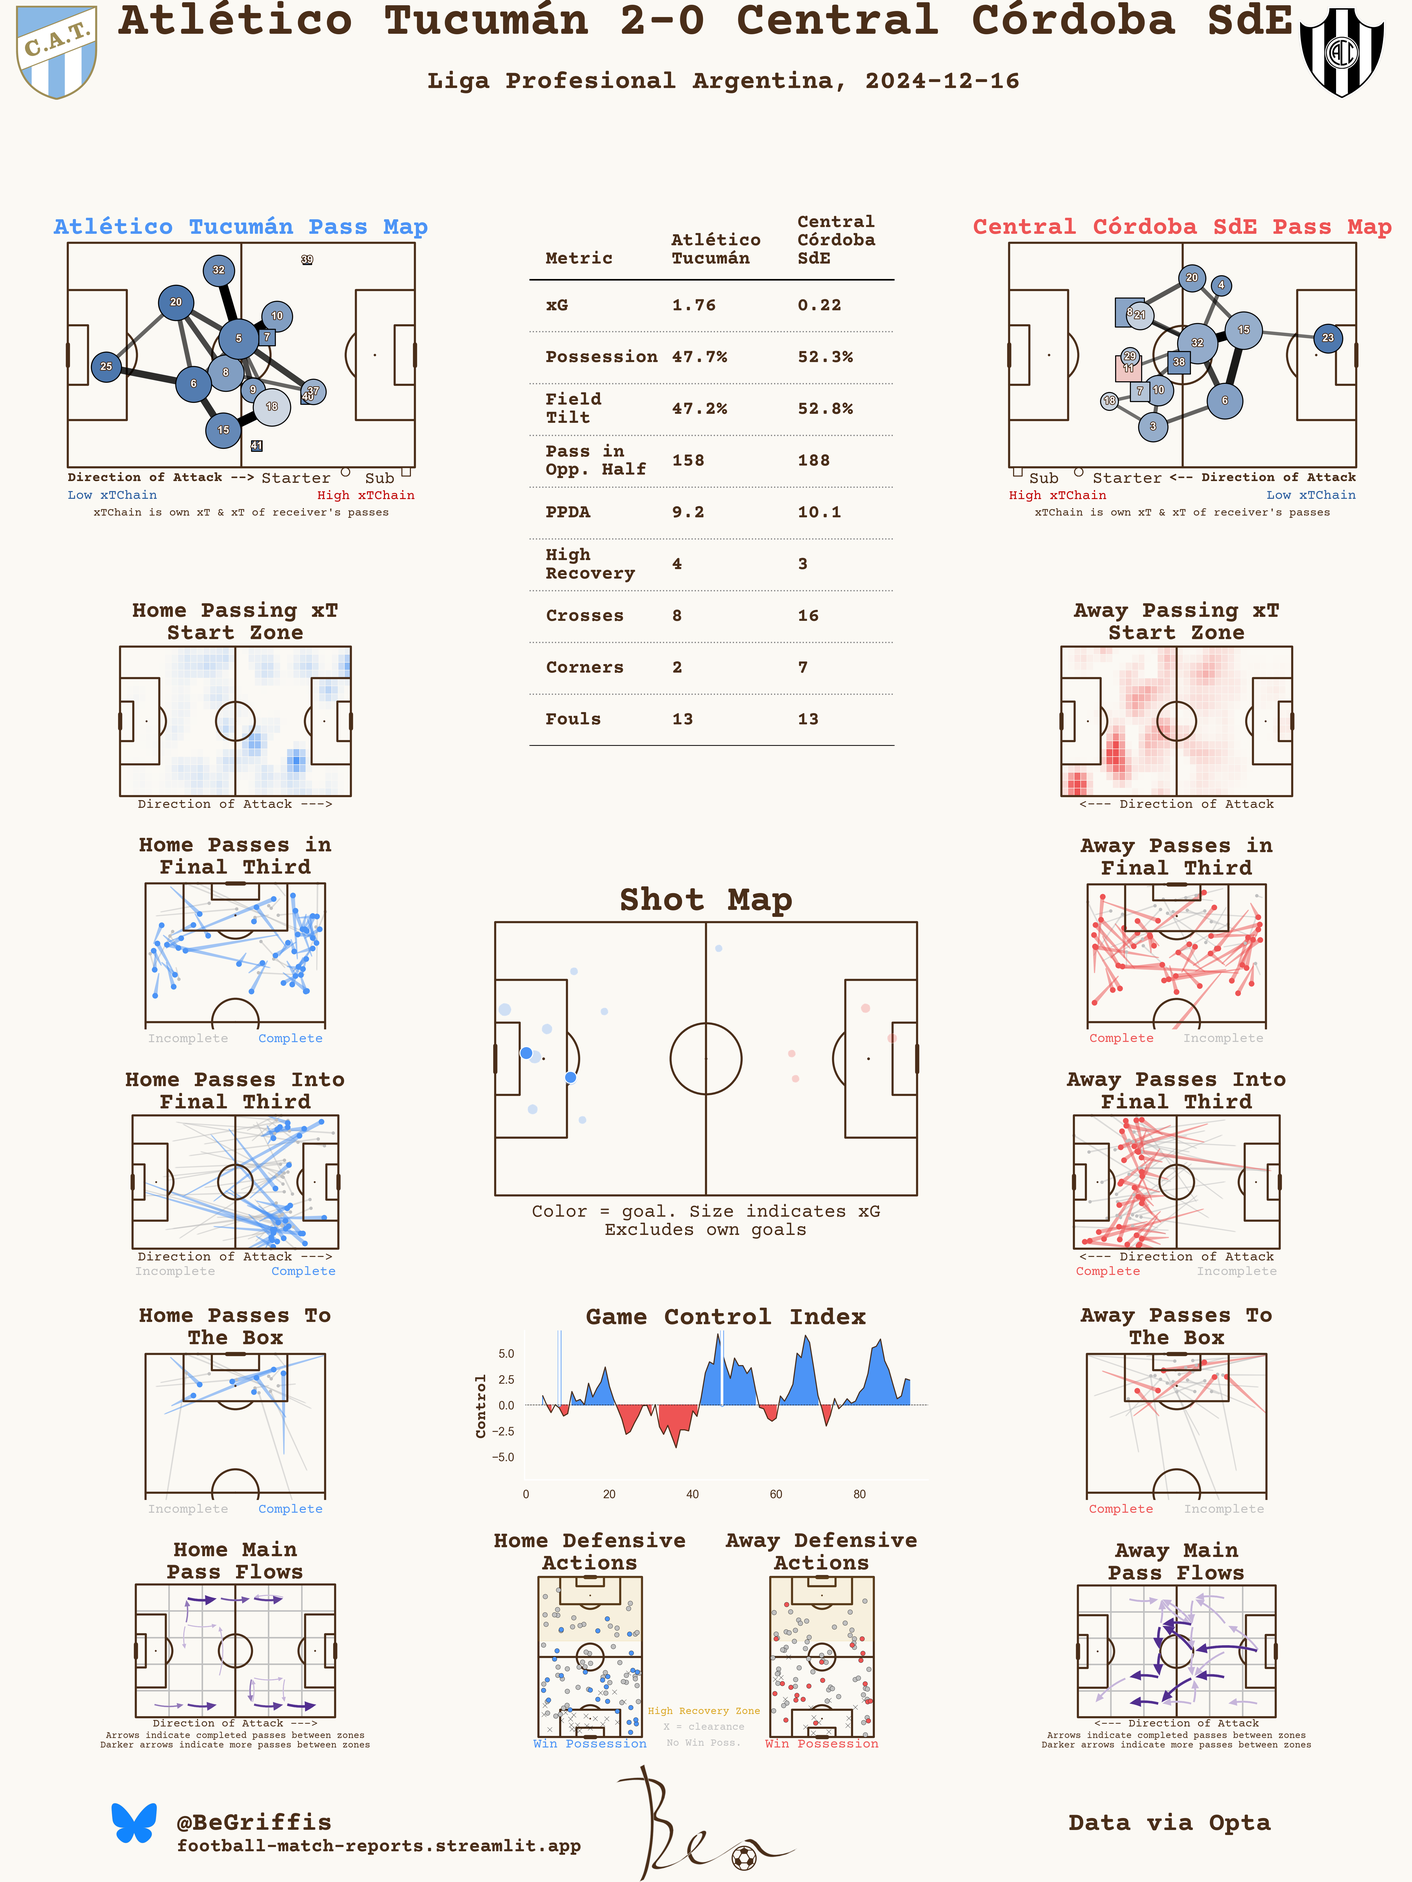 Atlético Tucumán 2-0 Central Córdoba SdE
C.A.T.
Liga Profesional Argentina, 2024-12-16
Atlético Tucumán Pass Map
39
32
20
10
5
7
25
8
6
9
37
40
18
15
41
Direction of Attack --> Starter Sub
Low xTChain High xTChain
xTChain is own xT & xT of receiver's passes
Metric Atlético Tucumán Central Córdoba SdE
xG 1.76 0.22
Possession 47.7% 52.3%
Field Tilt 47.2% 52.8%
Pass in Opp. Half 158 188
PPDA 9.2 10.1
High Recovery 4 3
Crosses 8 16
Corners 2 7
Fouls 13 13
Central Córdoba SdE Pass Map
20
4
8
21
15
32
23
29
11
38
7
10
18
6
3
Sub Starter <-- Direction of Attack
High xTChain Low xTChain
xTChain is own xT & xT of receiver's passes
Home Passing xT
Start Zone
Direction of Attack --->
Away Passing xT
Start Zone
<--- Direction of Attack
Home Passes in
Final Third
Incomplete Complete
Away Passes in
Final Third
Complete Incomplete
Shot Map
Color = goal. Size indicates xG
Excludes own goals
Home Passes Into
Final Third
Direction of Attack --->
Incomplete Complete
Away Passes Into
Final Third
<--- Direction of Attack
Complete Incomplete
Home Passes To
The Box
Incomplete Complete
Game Control Index
Control
5.0
2.5
0.0
−2.5
−5.0
0 20 40 60 80
Away Passes To
The Box
Complete Incomplete
Home Main
Pass Flows
Direction of Attack --->
Arrows indicate completed passes between zones
Darker arrows indicate more passes between zones
Home Defensive
Actions
Win Possession
High Recovery Zone
X = clearance
No Win Poss.
Away Defensive
Actions
Win Possession
Away Main
Pass Flows
<--- Direction of Attack
Arrows indicate completed passes between zones
Darker arrows indicate more passes between zones
@BeGriffis
football-match-reports.streamlit.app
Ben
Data via Opta